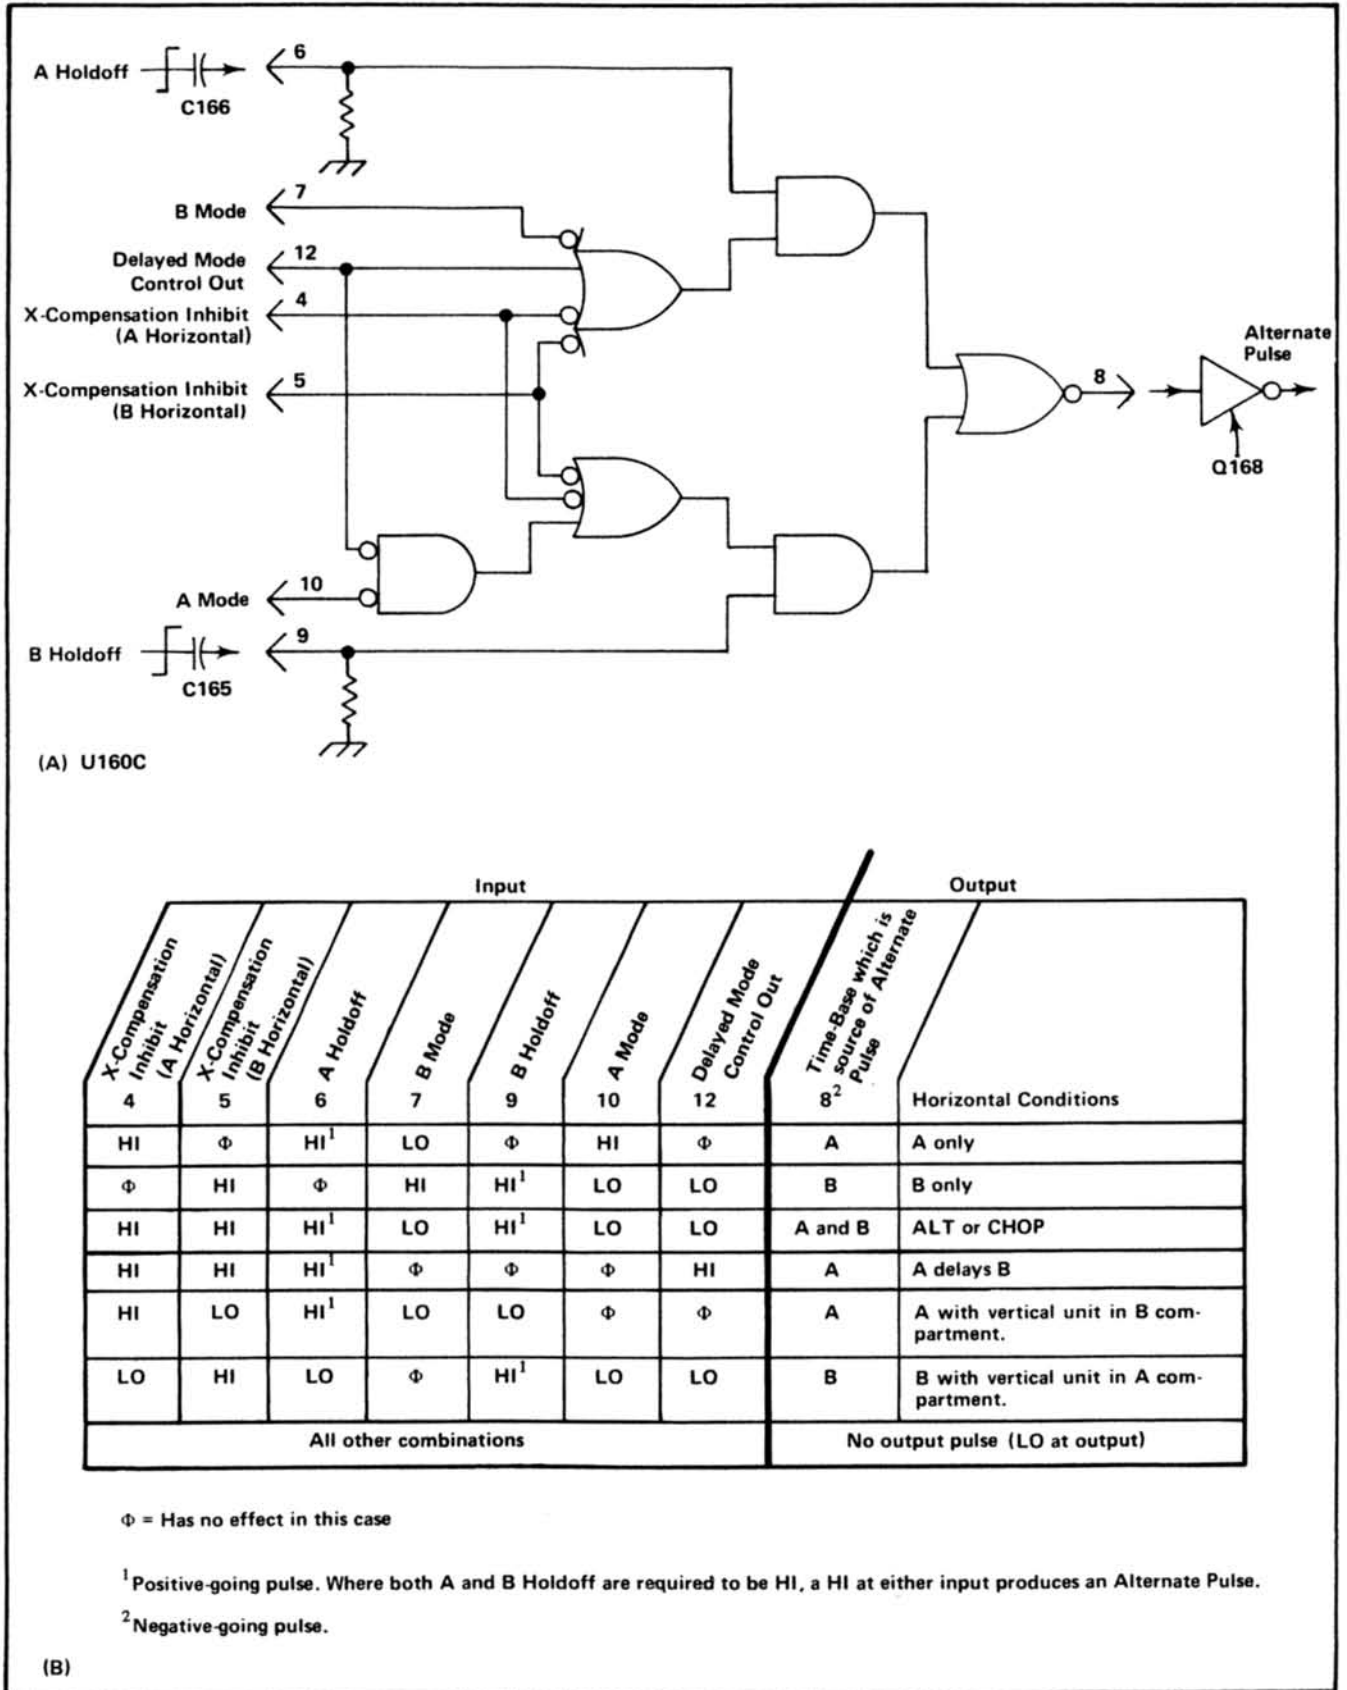 A Holdoff
C166
6
B Mode
7
Delayed Mode
Control Out
12
X-Compensation Inhibit
(A Horizontal)
4
X-Compensation Inhibit
(B Horizontal)
5
8
Alternate
Pulse
Q168
A Mode
10
B Holdoff
C165
9
(A) U160C
Input
Output
X-Compensation
Inhibit
(A Horizontal)
X-Compensation
Inhibit
(B Horizontal)
A Holdoff
B Mode
B Holdoff
A Mode
Delayed Mode
Control Out
Time-Base which is
source of Alternate
Pulse
4 5 6 7 9 10 12 8² Horizontal Conditions
HI Φ HI¹ LO Φ HI Φ A A only
Φ HI Φ HI HI¹ LO LO B B only
HI HI HI¹ LO HI¹ LO LO A and B ALT or CHOP
HI HI HI¹ Φ Φ Φ HI A A delays B
HI LO HI¹ LO LO Φ Φ A A with vertical unit in B com-
partment.
LO HI LO Φ HI¹ LO LO B B with vertical unit in A com-
partment.
All other combinations No output pulse (LO at output)
Φ = Has no effect in this case
¹Positive-going pulse. Where both A and B Holdoff are required to be HI, a HI at either input produces an Alternate Pulse.
²Negative-going pulse.
(B)